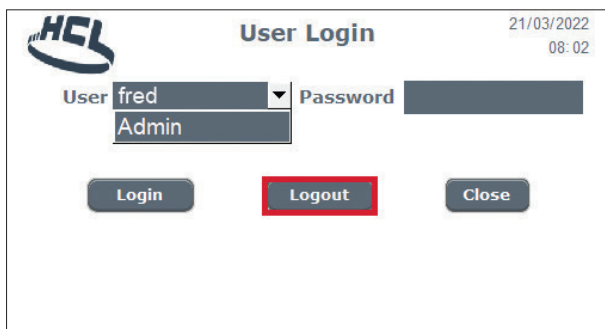 HCL
User Login
21/03/2022
08:02
User fred Password
Admin
Login Logout Close